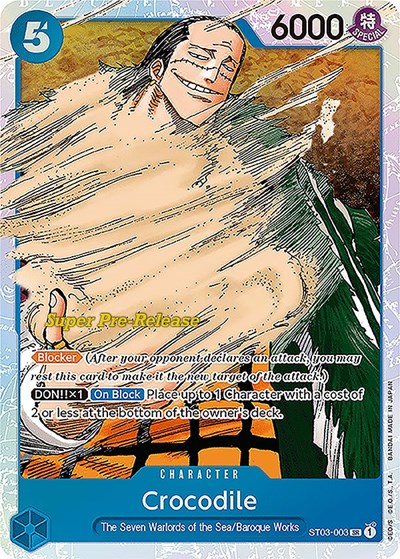 5
6000
特
SPECIAL
Super Pre-Release
Blocker (After your opponent declares an attack, you may
rest this card to make it the new target of the attack.)
DON!!×1 On Block Place up to 1 Character with a cost of
2 or less at the bottom of the owner's deck.
CHARACTER
Crocodile
The Seven Warlords of the Sea/Baroque Works
ST03-003 SR 1
©E.O./S. ©E.O./S.,T.A. BANDAI MADE IN JAPAN